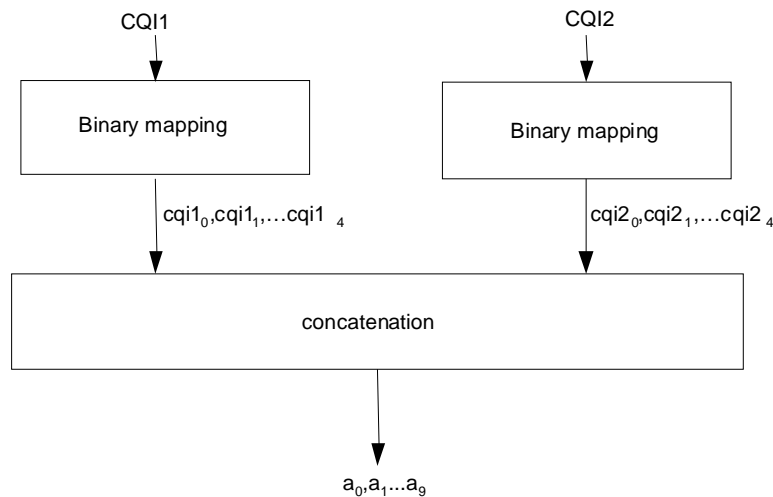 CQI1
CQI2
Binary mapping
Binary mapping
cqi1₀,cqi1₁,…cqi1 ₄
cqi2₀,cqi2₁,…cqi2 ₄
concatenation
a₀,a₁...a₉